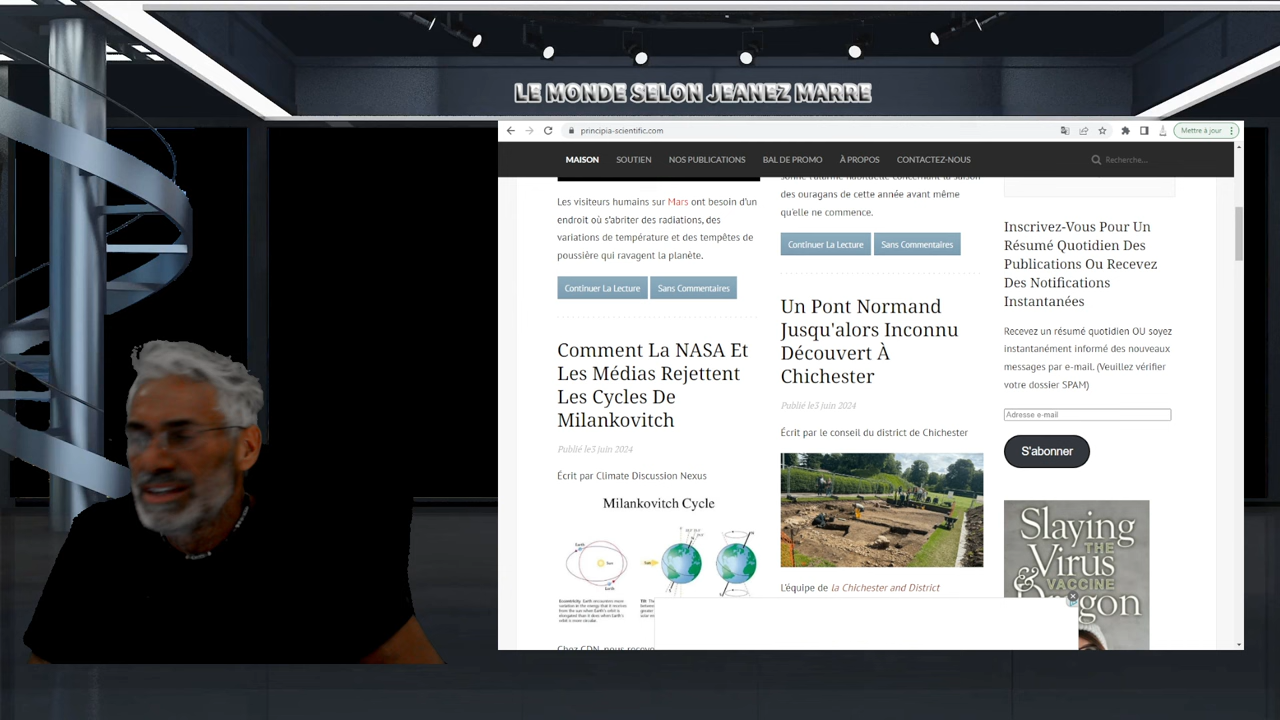 LE MONDE SELON JEANEZ MARRE
principia-scientific.com
Mettre à jour
MAISON SOUTIEN NOS PUBLICATIONS BAL DE PROMO À PROPOS CONTACTEZ-NOUS Recherche...
Les visiteurs humains sur Mars ont besoin d'un
endroit où s'abriter des radiations, des
variations de température et des tempêtes de
poussière qui ravagent la planète.
Continuer La Lecture Sans Commentaires
Comment La NASA Et
Les Médias Rejettent
Les Cycles De
Milankovitch
Publié le3 juin 2024
Écrit par Climate Discussion Nexus
Milankovitch Cycle
des ouragans de cette année avant même
qu'elle ne commence.
Continuer La Lecture Sans Commentaires
Un Pont Normand
Jusqu'alors Inconnu
Découvert À
Chichester
Publié le3 juin 2024
Écrit par le conseil du district de Chichester
L'équipe de la Chichester and District
Inscrivez-Vous Pour Un
Résumé Quotidien Des
Publications Ou Recevez
Des Notifications
Instantanées
Recevez un résumé quotidien OU soyez
instantanément informé des nouveaux
messages par e-mail. (Veuillez vérifier
votre dossier SPAM)
Adresse e-mail
S'abonner
Slaying
THE
Virus
& VACCINE
Dragon